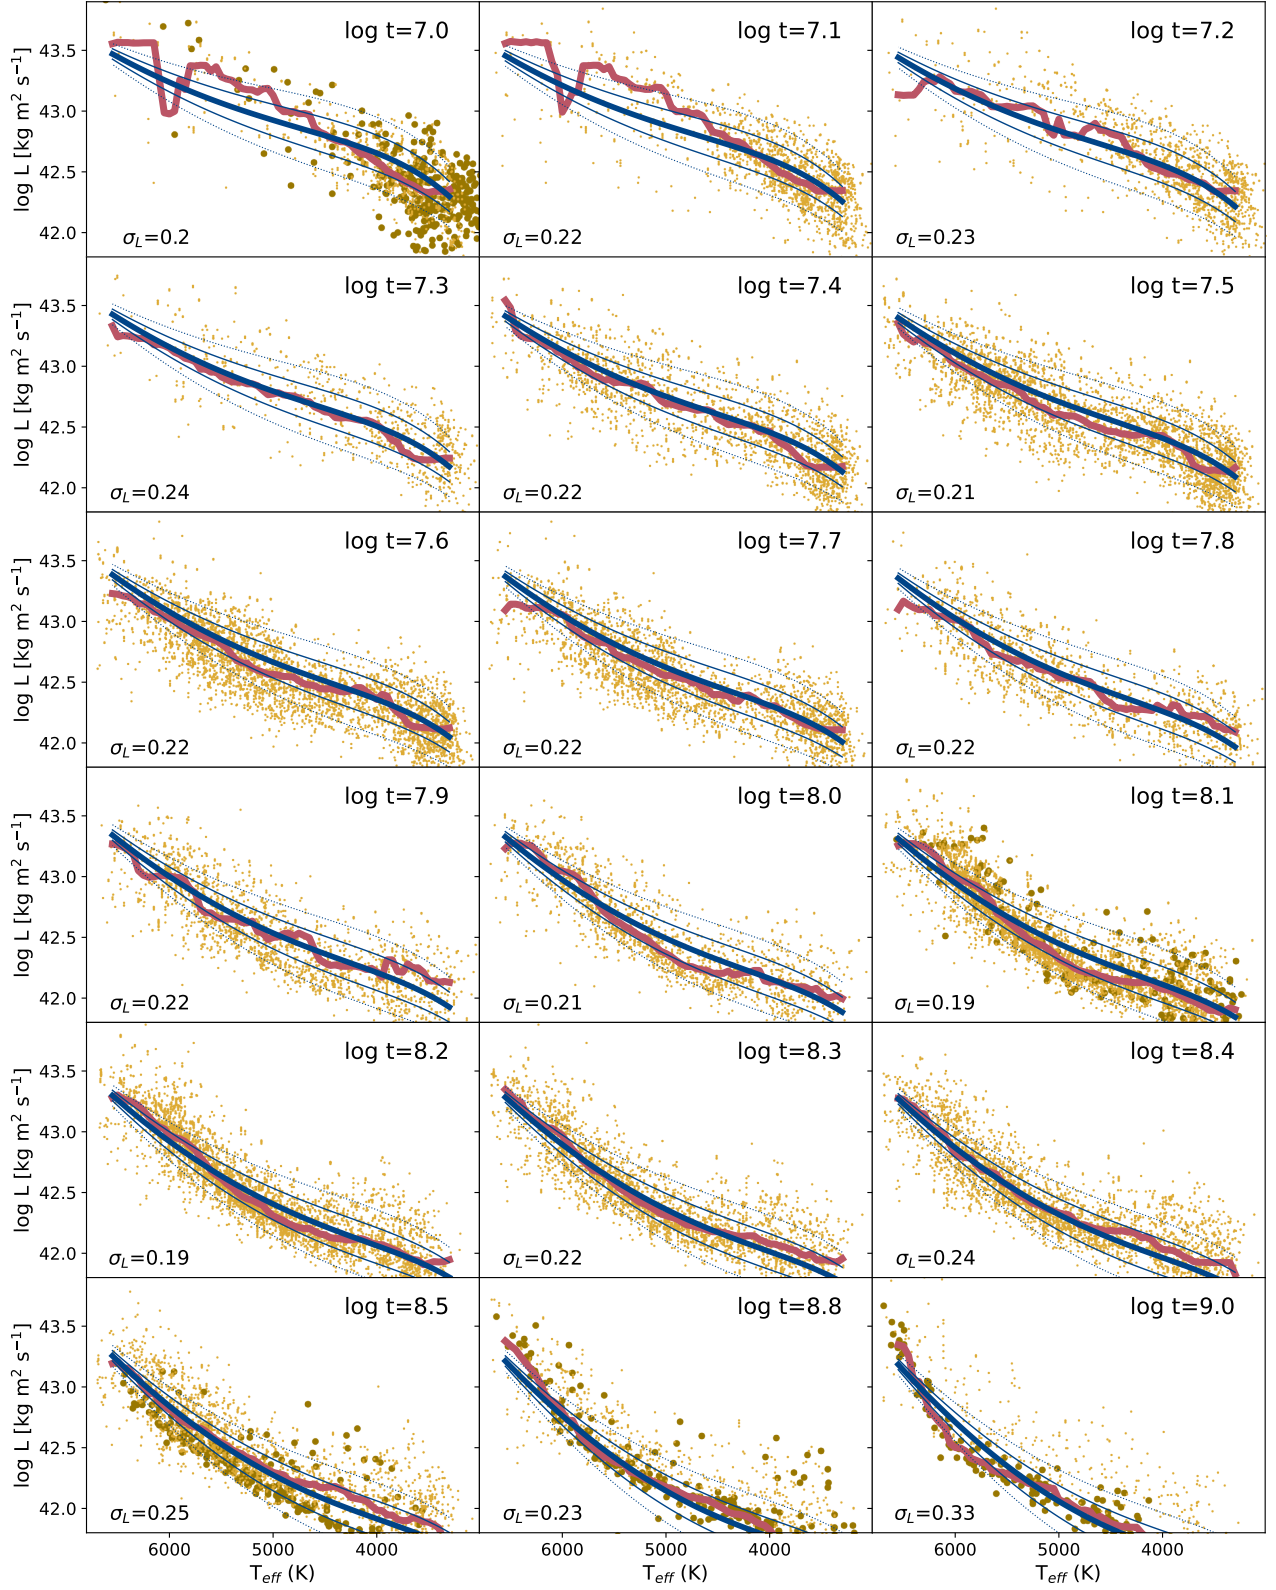 log t=7.0
log t=7.1
log t=7.2
log L [kg m² s⁻¹]
43.5
43.0
42.5
42.0
σL=0.2
σL=0.22
σL=0.23
log t=7.3
log t=7.4
log t=7.5
log L [kg m² s⁻¹]
43.5
43.0
42.5
42.0
σL=0.24
σL=0.22
σL=0.21
log t=7.6
log t=7.7
log t=7.8
log L [kg m² s⁻¹]
43.5
43.0
42.5
42.0
σL=0.22
σL=0.22
σL=0.22
log t=7.9
log t=8.0
log t=8.1
log L [kg m² s⁻¹]
43.5
43.0
42.5
42.0
σL=0.22
σL=0.21
σL=0.19
log t=8.2
log t=8.3
log t=8.4
log L [kg m² s⁻¹]
43.5
43.0
42.5
42.0
σL=0.19
σL=0.22
σL=0.24
log t=8.5
log t=8.8
log t=9.0
log L [kg m² s⁻¹]
43.5
43.0
42.5
42.0
σL=0.25
σL=0.23
σL=0.33
6000 5000 4000
6000 5000 4000
6000 5000 4000
Teff (K)
Teff (K)
Teff (K)